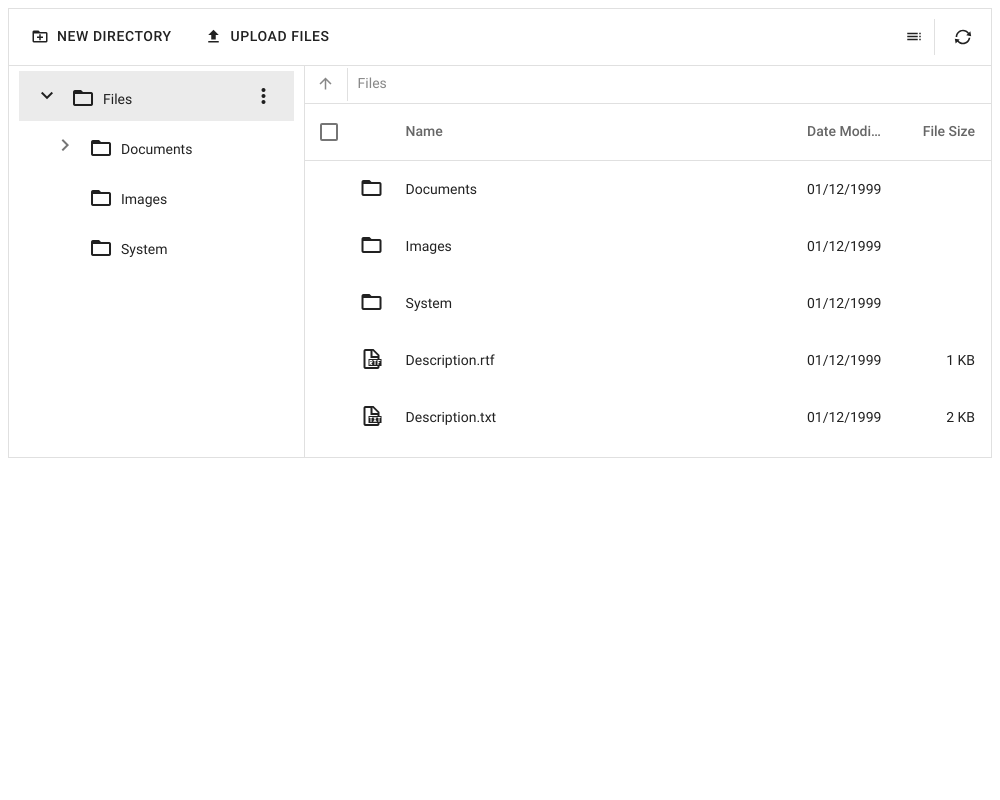 NEW DIRECTORY UPLOAD FILES
Files
Documents
Images
System
Files
Name Date Modi... File Size
Documents 01/12/1999
Images 01/12/1999
System 01/12/1999
Description.rtf 01/12/1999 1 KB
Description.txt 01/12/1999 2 KB